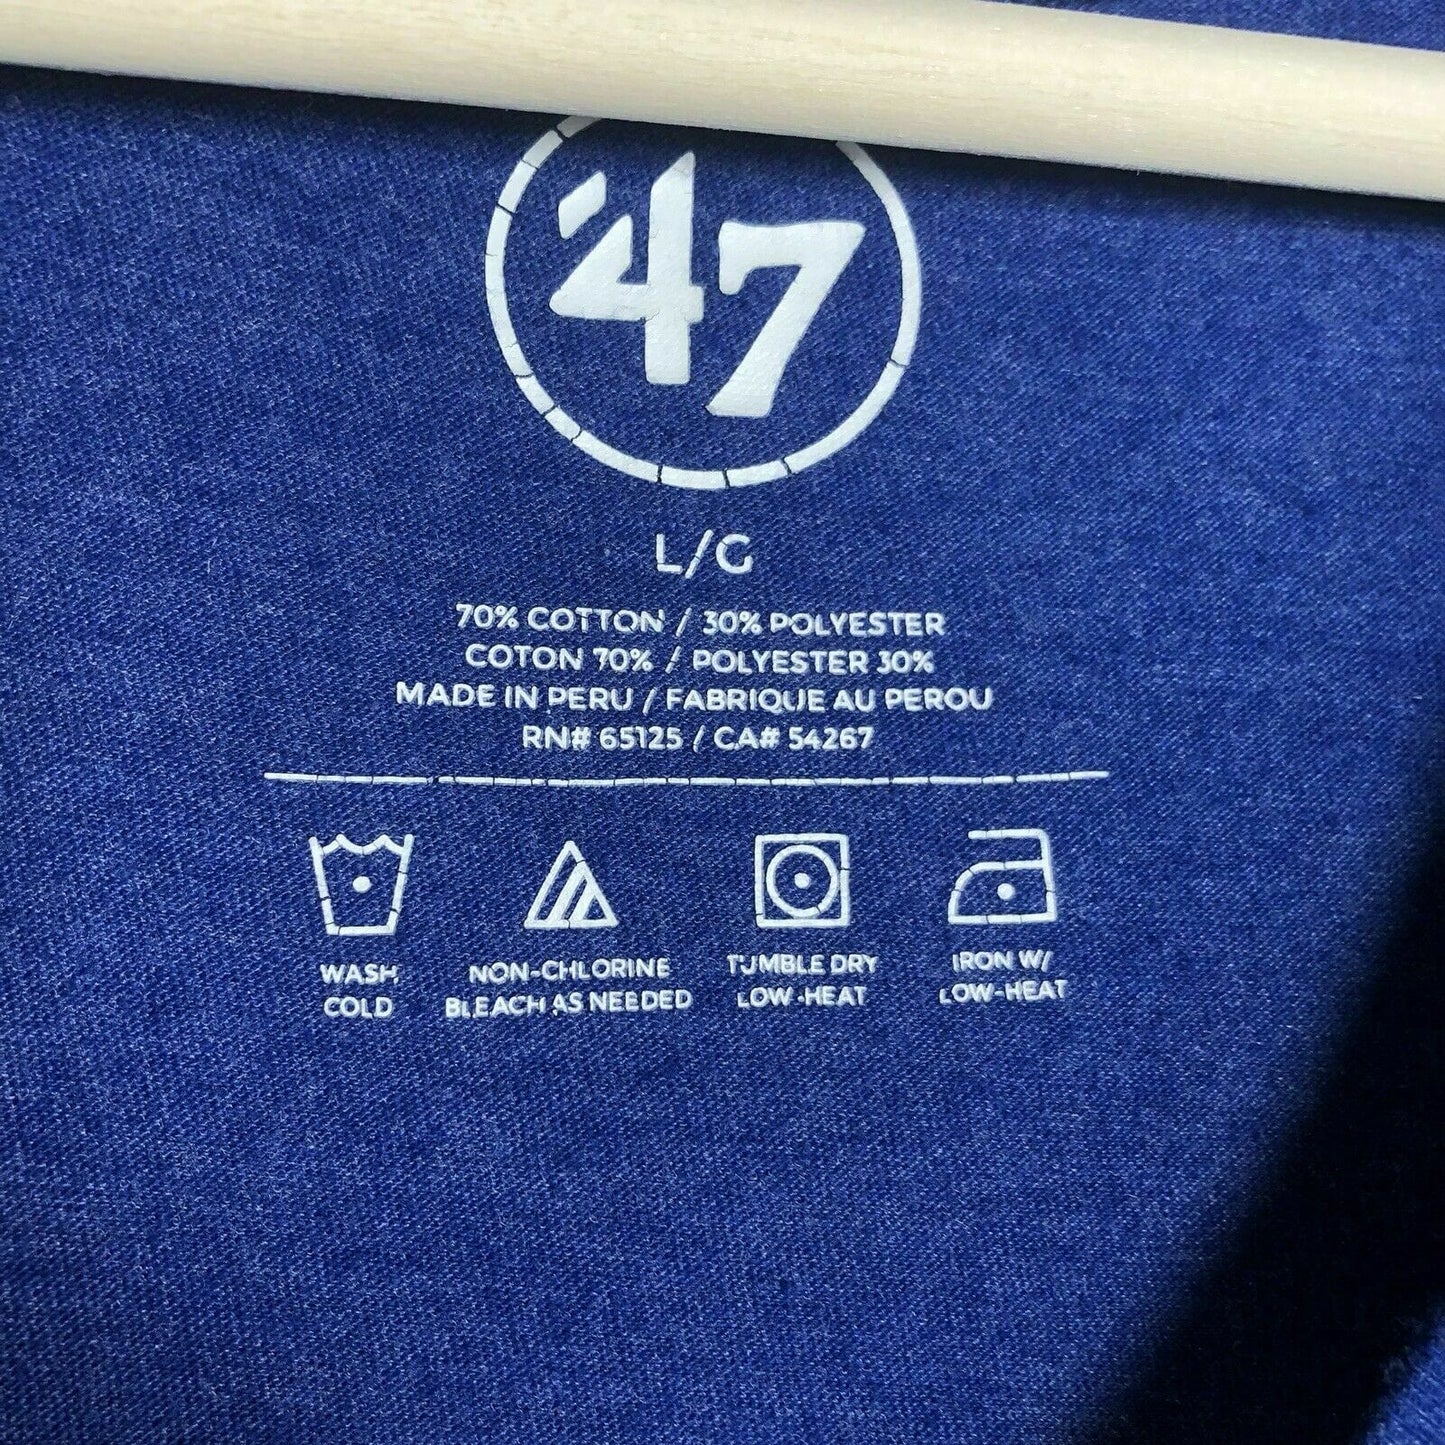 '47
L/G
70% COTTON / 30% POLYESTER
COTON 70% / POLYESTER 30%
MADE IN PERU / FABRIQUE AU PEROU
RN# 65125 / CA# 54267
WASH
COLD
NON-CHLORINE
BLEACH AS NEEDED
TUMBLE DRY
LOW-HEAT
IRON W/
LOW-HEAT